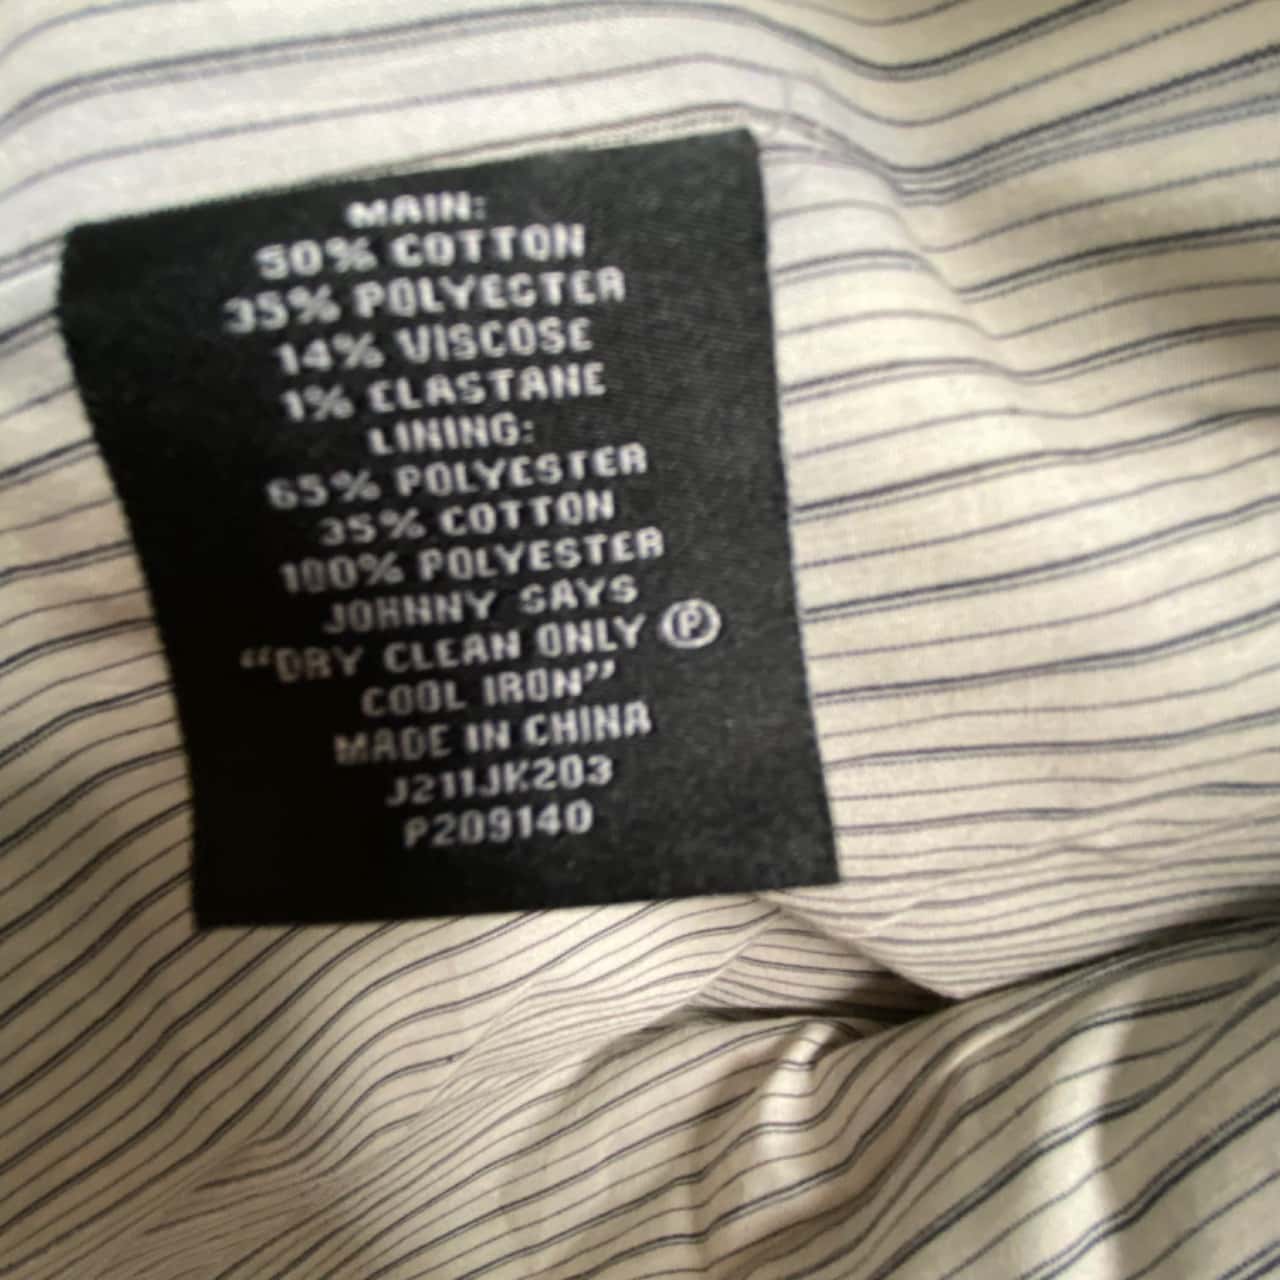 MAIN:
50% COTTON
35% POLYESTER
14% VISCOSE
1% ELASTANE
LINING:
65% POLYESTER
35% COTTON
100% POLYESTER
JOHNNY SAYS
“DRY CLEAN ONLY Ⓟ
COOL IRON”
MADE IN CHINA
J211JK203
P209140